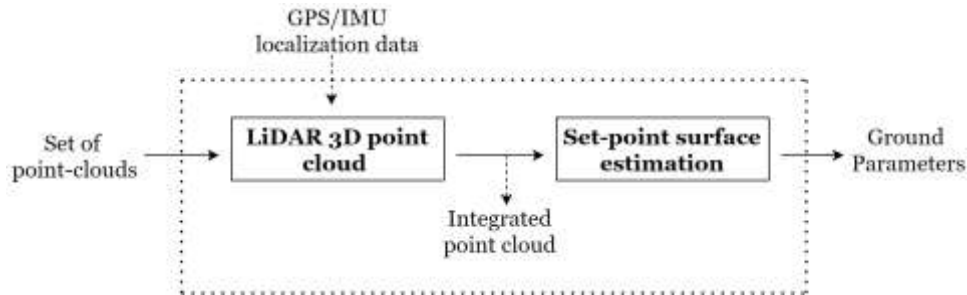 GPS/IMU
localization data
Set of
point-clouds
LiDAR 3D point
cloud
Set-point surface
estimation
Ground
Parameters
Integrated
point cloud